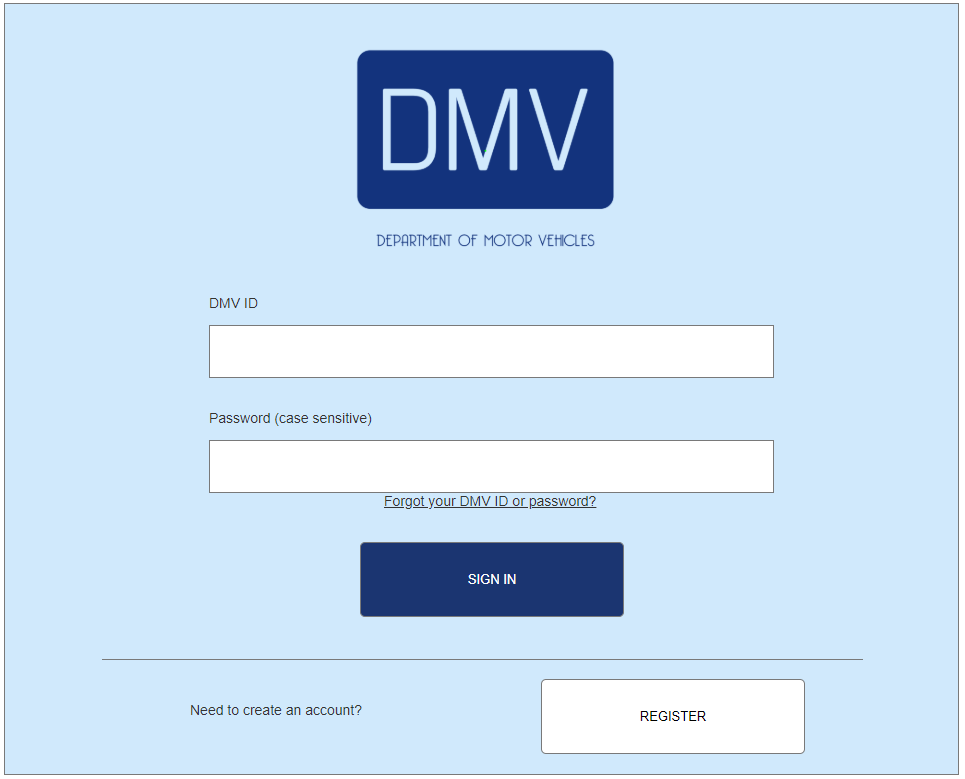 DMV
DEPARTMENT OF MOTOR VEHICLES
DMV ID
Password (case sensitive)
Forgot your DMV ID or password?
SIGN IN
Need to create an account?
REGISTER